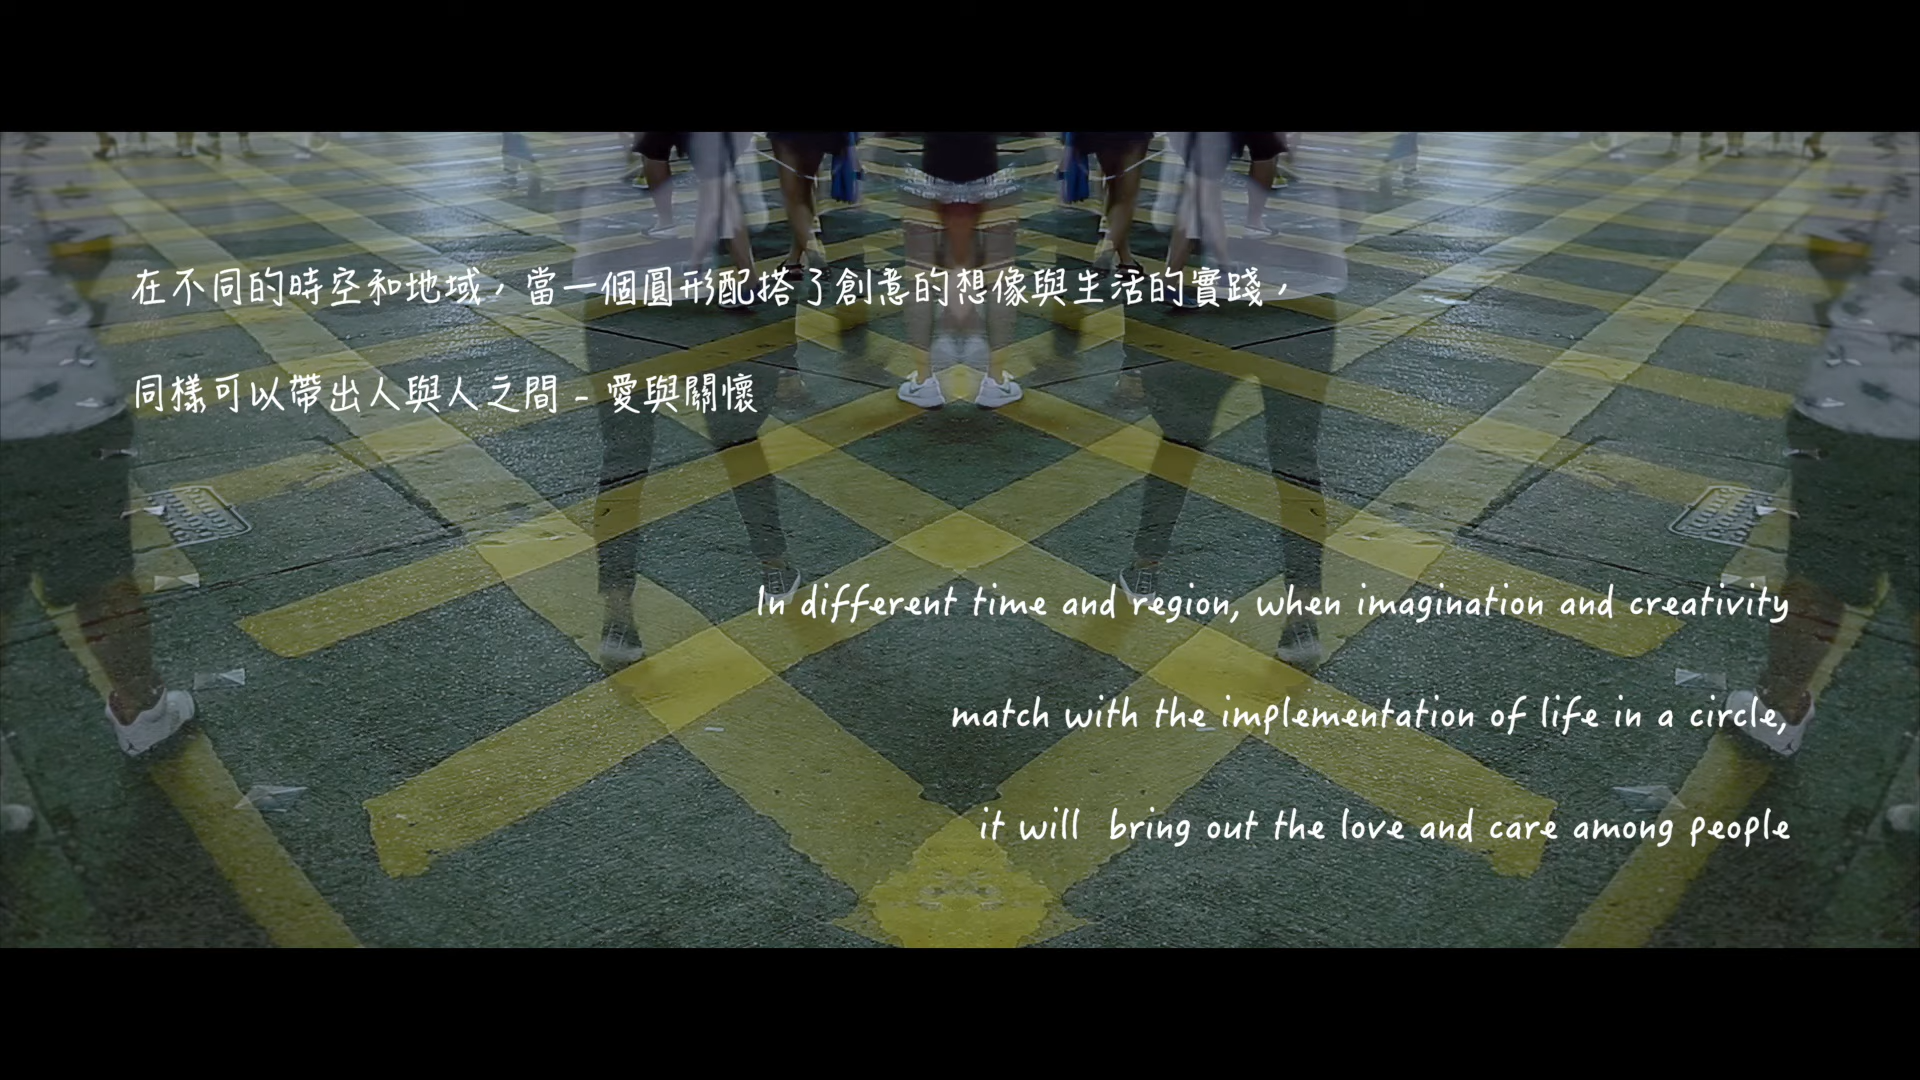 在不同的時空和地域，當一個圓形配搭了創意的想像與生活的實踐，
同樣可以帶出人與人之間 - 愛與關懷
In different time and region, when imagination and creativity
match with the implementation of life in a circle,
it will bring out the love and care among people